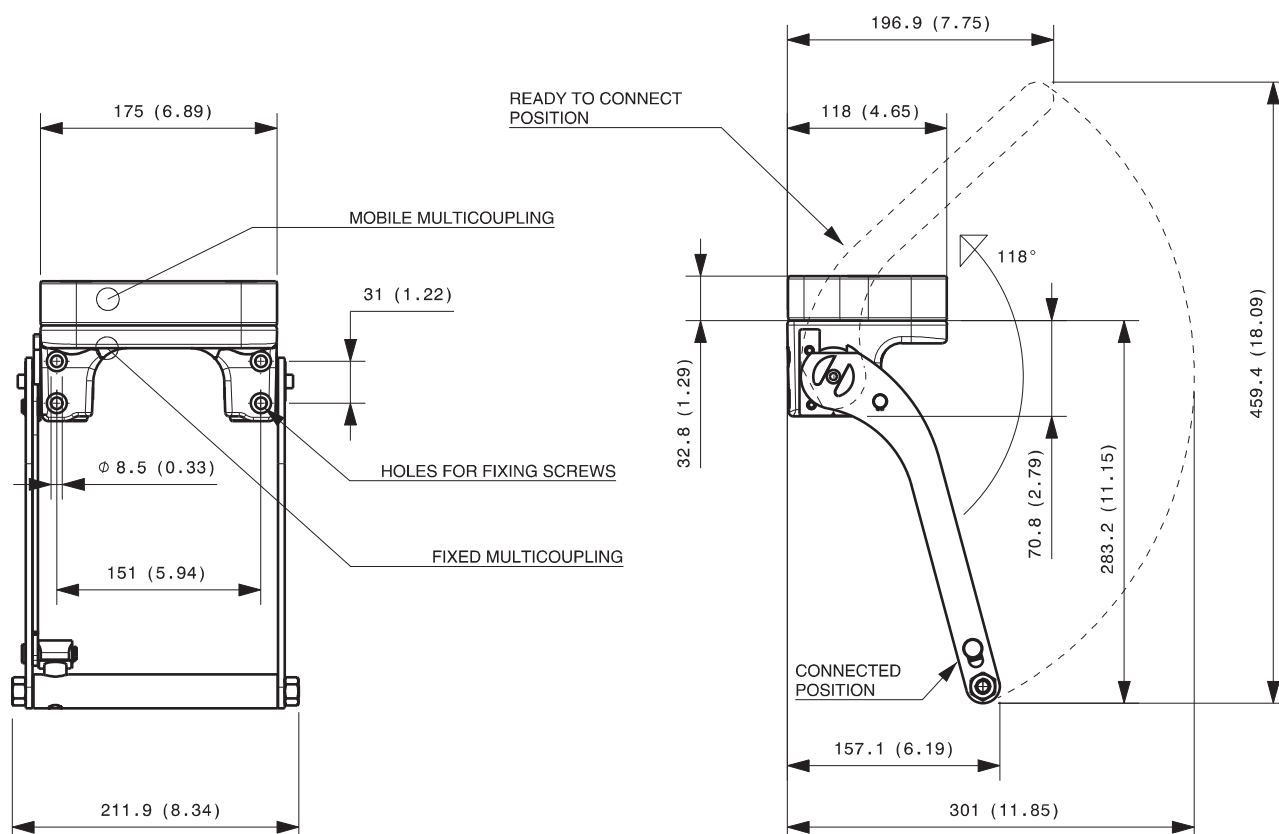 196.9 (7.75)
READY TO CONNECT
POSITION
175 (6.89)
118 (4.65)
MOBILE MULTICOUPLING
118°
31 (1.22)
459.4 (18.09)
32.8 (1.29)
Ø 8.5 (0.33)
HOLES FOR FIXING SCREWS
70.8 (2.79)
283.2 (11.15)
FIXED MULTICOUPLING
151 (5.94)
CONNECTED
POSITION
157.1 (6.19)
211.9 (8.34)
301 (11.85)